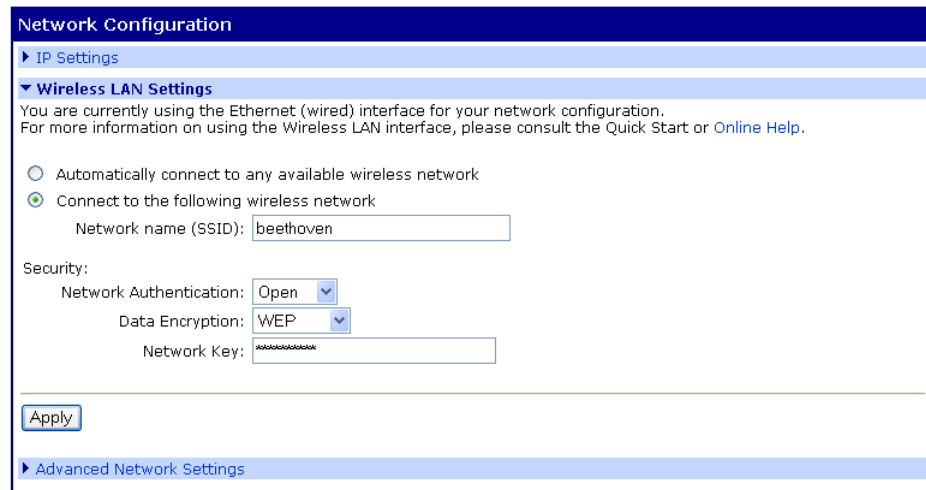 Network Configuration
IP Settings
Wireless LAN Settings
You are currently using the Ethernet (wired) interface for your network configuration.
For more information on using the Wireless LAN interface, please consult the Quick Start or Online Help.
Automatically connect to any available wireless network
Connect to the following wireless network
Network name (SSID): beethoven
Security:
Network Authentication: Open
Data Encryption: WEP
Network Key: **********
Apply
Advanced Network Settings